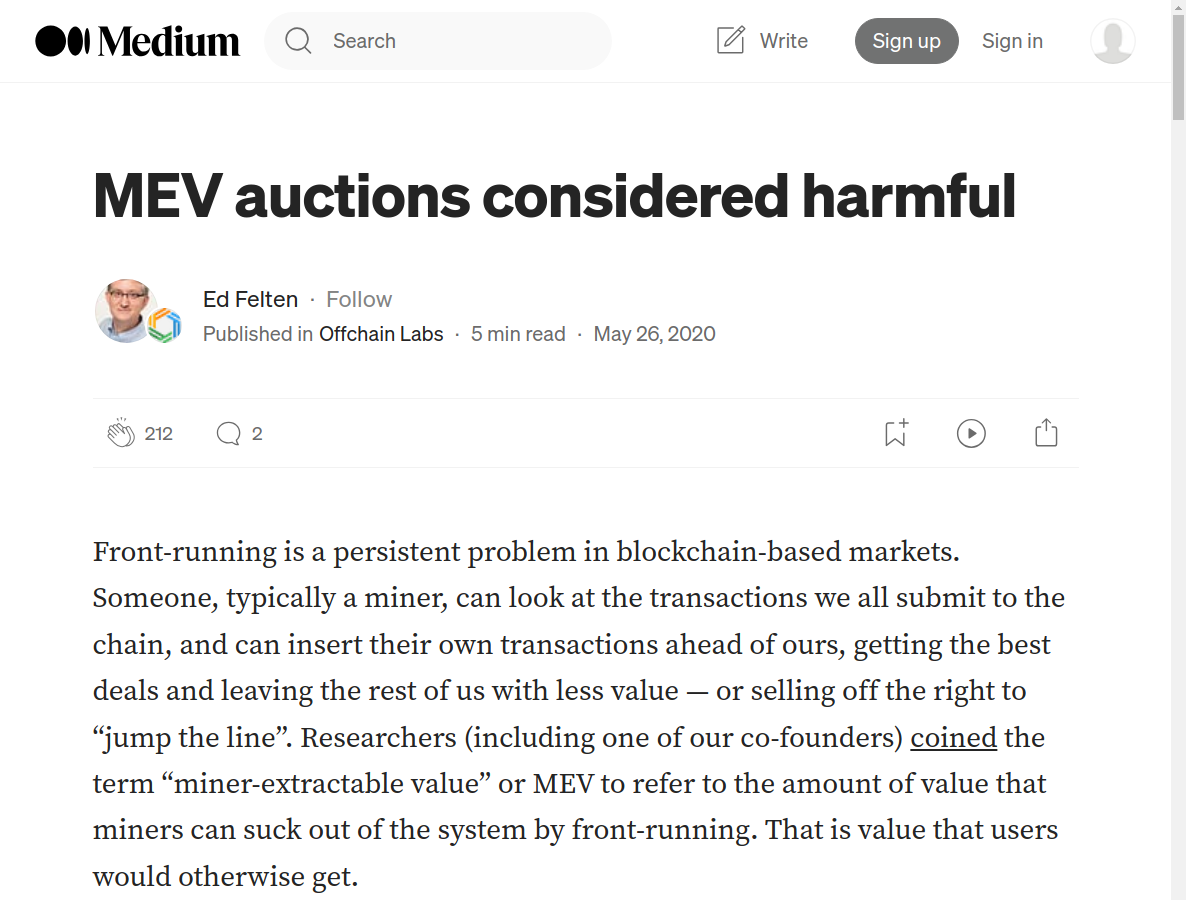 Medium
Search
Write
Sign up
Sign in
MEV auctions considered harmful
Ed Felten · Follow
Published in Offchain Labs · 5 min read · May 26, 2020
212
2
Front-running is a persistent problem in blockchain-based markets.
Someone, typically a miner, can look at the transactions we all submit to the
chain, and can insert their own transactions ahead of ours, getting the best
deals and leaving the rest of us with less value — or selling off the right to
“jump the line”. Researchers (including one of our co-founders) coined the
term “miner-extractable value” or MEV to refer to the amount of value that
miners can suck out of the system by front-running. That is value that users
would otherwise get.